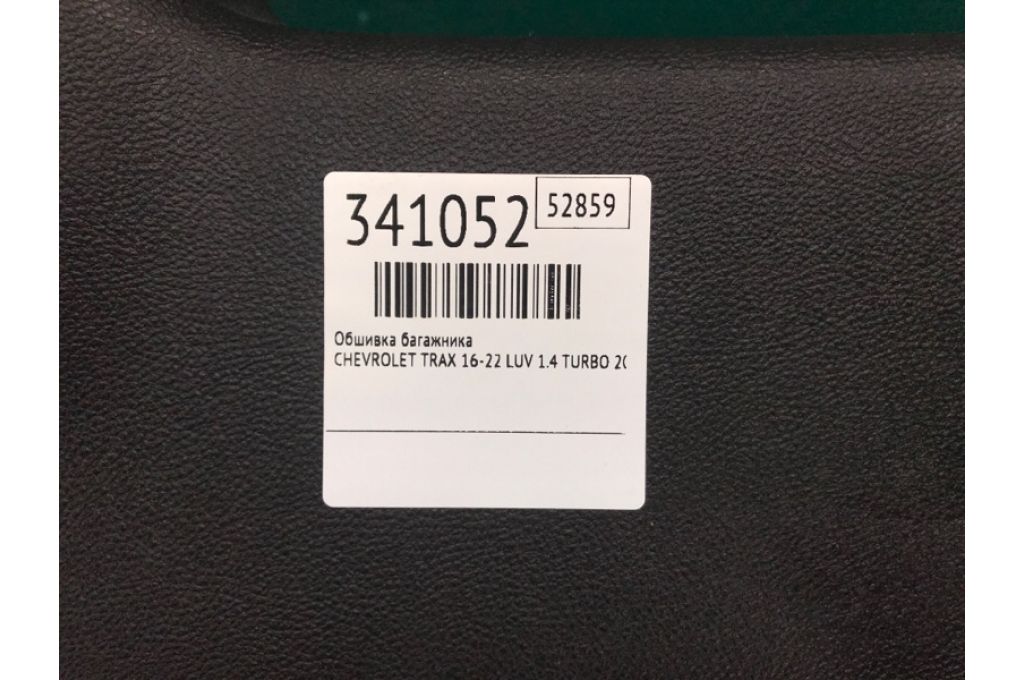 341052
52859
Обшивка багажника
CHEVROLET TRAX 16-22 LUV 1.4 TURBO